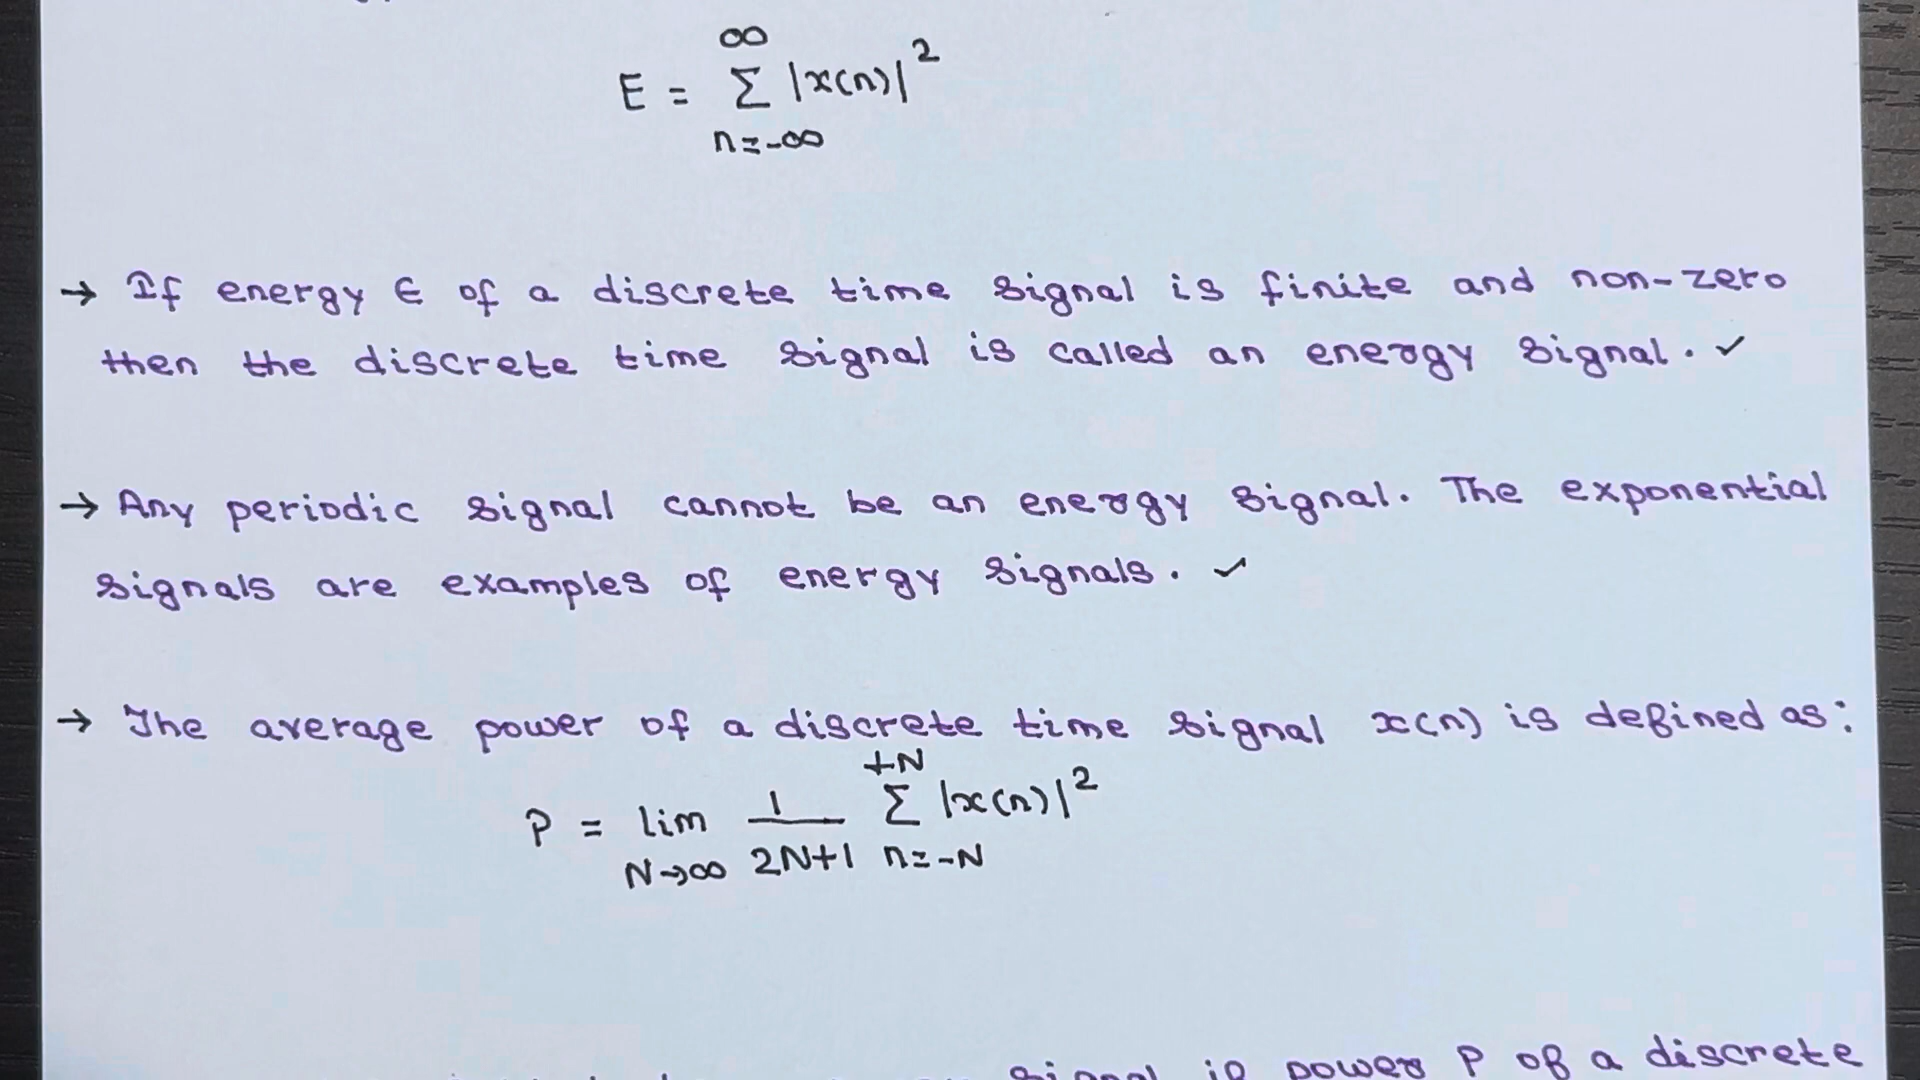 ∞
E = Σ |x(n)|²
n=-∞
→ If energy E of a discrete time signal is finite and non-zero
then the discrete time signal is called an energy signal. ✓
→ Any periodic signal cannot be an energy signal. The exponential
signals are examples of energy signals. ✓
→ The average power of a discrete time signal x(n) is defined as:
+N
P = lim 1 Σ |x(n)|²
N→∞ 2N+1 n=-N
signal power P of a discrete